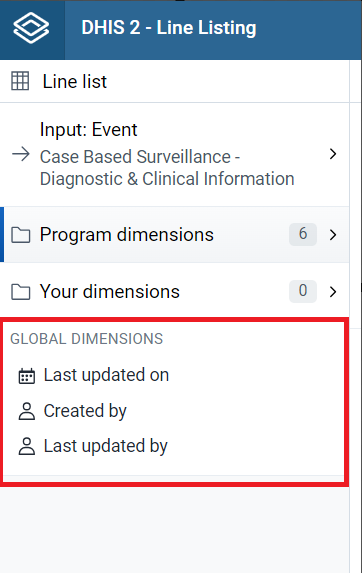 DHIS 2 - Line Listing
Line list
Input: Event
Case Based Surveillance -
Diagnostic & Clinical Information
Program dimensions 6
Your dimensions 0
GLOBAL DIMENSIONS
Last updated on
Created by
Last updated by